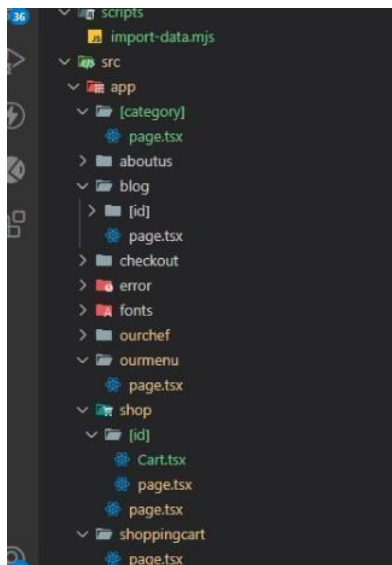 36
scripts
JS import-data.mjs
src
app
[category]
page.tsx
aboutus
blog
[id]
page.tsx
checkout
error
fonts
ourchef
ourmenu
page.tsx
shop
[id]
Cart.tsx
page.tsx
page.tsx
shoppingcart
page.tsx